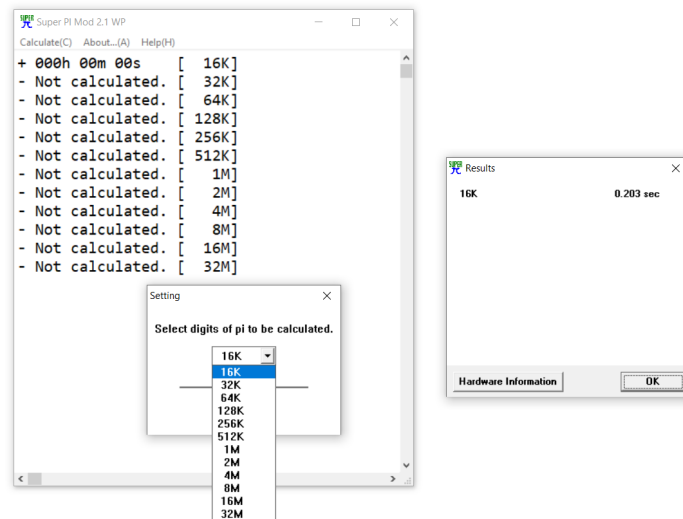 SUPER π Super PI Mod 2.1 WP
Calculate(C) About...(A) Help(H)
+ 000h 00m 00s [ 16K]
- Not calculated. [ 32K]
- Not calculated. [ 64K]
- Not calculated. [ 128K]
- Not calculated. [ 256K]
- Not calculated. [ 512K]
- Not calculated. [ 1M]
- Not calculated. [ 2M]
- Not calculated. [ 4M]
- Not calculated. [ 8M]
- Not calculated. [ 16M]
- Not calculated. [ 32M]
Setting
Select digits of pi to be calculated.
16K
16K
32K
64K
128K
256K
512K
1M
2M
4M
8M
16M
32M
SUPER π Results
16K 0.203 sec
Hardware Information OK